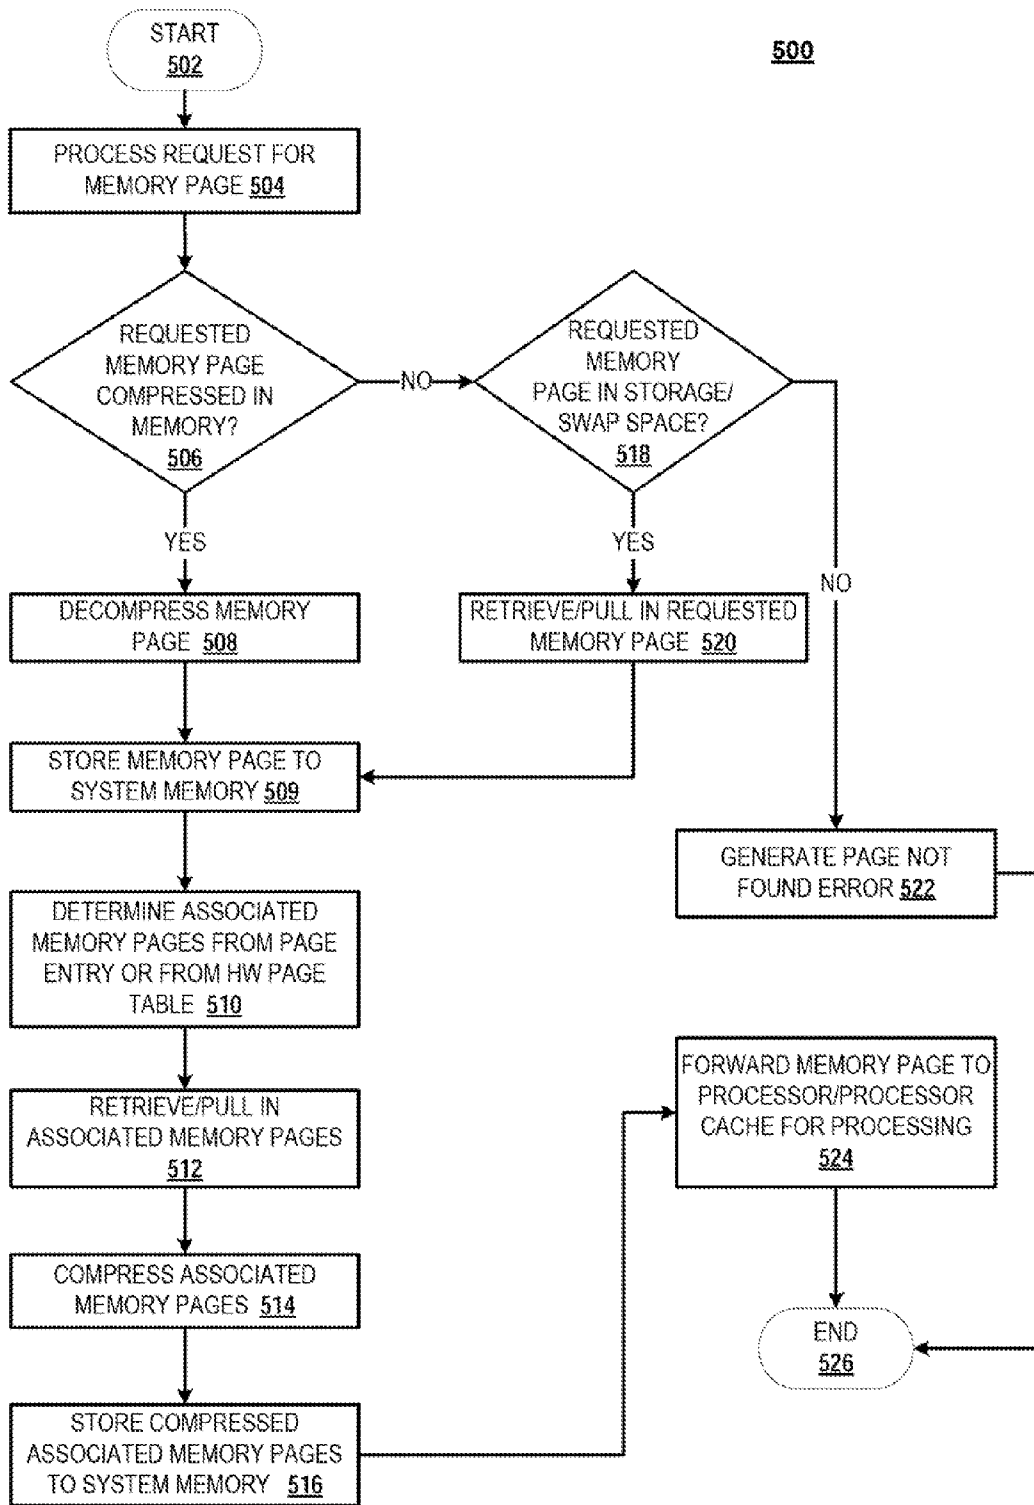 START
502
500
PROCESS REQUEST FOR
MEMORY PAGE 504
REQUESTED
MEMORY PAGE
COMPRESSED IN
MEMORY?
506
NO
REQUESTED
MEMORY
PAGE IN STORAGE/
SWAP SPACE?
518
YES
YES
NO
DECOMPRESS MEMORY
PAGE 508
RETRIEVE/PULL IN REQUESTED
MEMORY PAGE 520
STORE MEMORY PAGE TO
SYSTEM MEMORY 509
GENERATE PAGE NOT
FOUND ERROR 522
DETERMINE ASSOCIATED
MEMORY PAGES FROM PAGE
ENTRY OR FROM HW PAGE
TABLE 510
RETRIEVE/PULL IN
ASSOCIATED MEMORY PAGES
512
FORWARD MEMORY PAGE TO
PROCESSOR/PROCESSOR
CACHE FOR PROCESSING
524
COMPRESS ASSOCIATED
MEMORY PAGES 514
END
526
STORE COMPRESSED
ASSOCIATED MEMORY PAGES
TO SYSTEM MEMORY 516